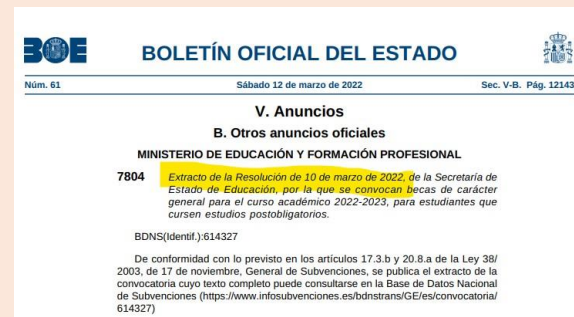 BOE
BOLETÍN OFICIAL DEL ESTADO
Núm. 61 Sábado 12 de marzo de 2022 Sec. V-B. Pág. 12143
V. Anuncios
B. Otros anuncios oficiales
MINISTERIO DE EDUCACIÓN Y FORMACIÓN PROFESIONAL
7804 Extracto de la Resolución de 10 de marzo de 2022, de la Secretaría de
Estado de Educación, por la que se convocan becas de carácter
general para el curso académico 2022-2023, para estudiantes que
cursen estudios postobligatorios.
BDNS(Identif.):614327
De conformidad con lo previsto en los artículos 17.3.b y 20.8.a de la Ley 38/
2003, de 17 de noviembre, General de Subvenciones, se publica el extracto de la
convocatoria cuyo texto completo puede consultarse en la Base de Datos Nacional
de Subvenciones (https://www.infosubvenciones.es/bdnstrans/GE/es/convocatoria/
614327)